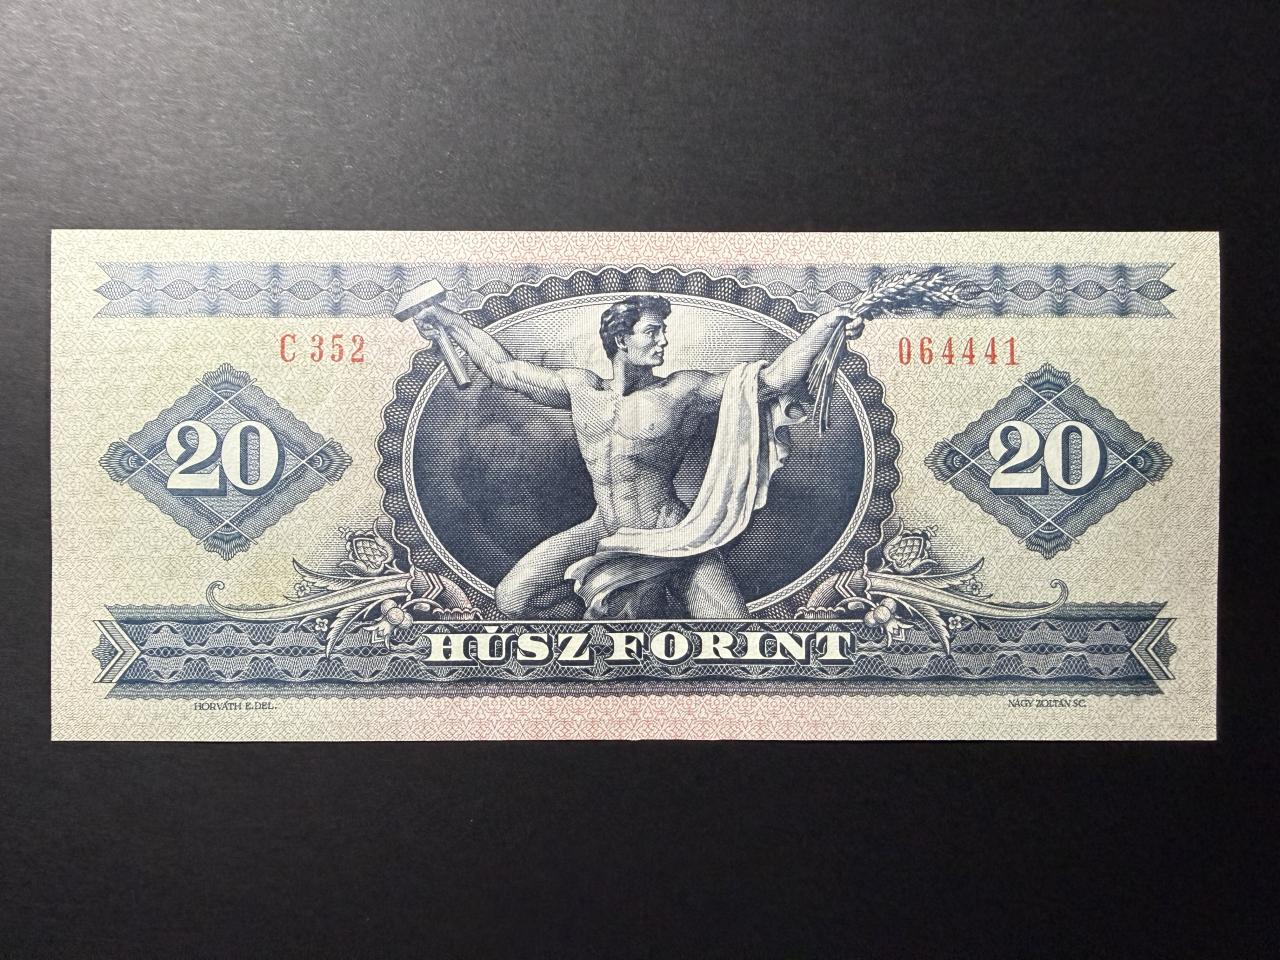 C 352
064441
20
20
HÚSZ FORINT
HORVÁTH E. DEL.
NAGY ZOLTÁN SC.